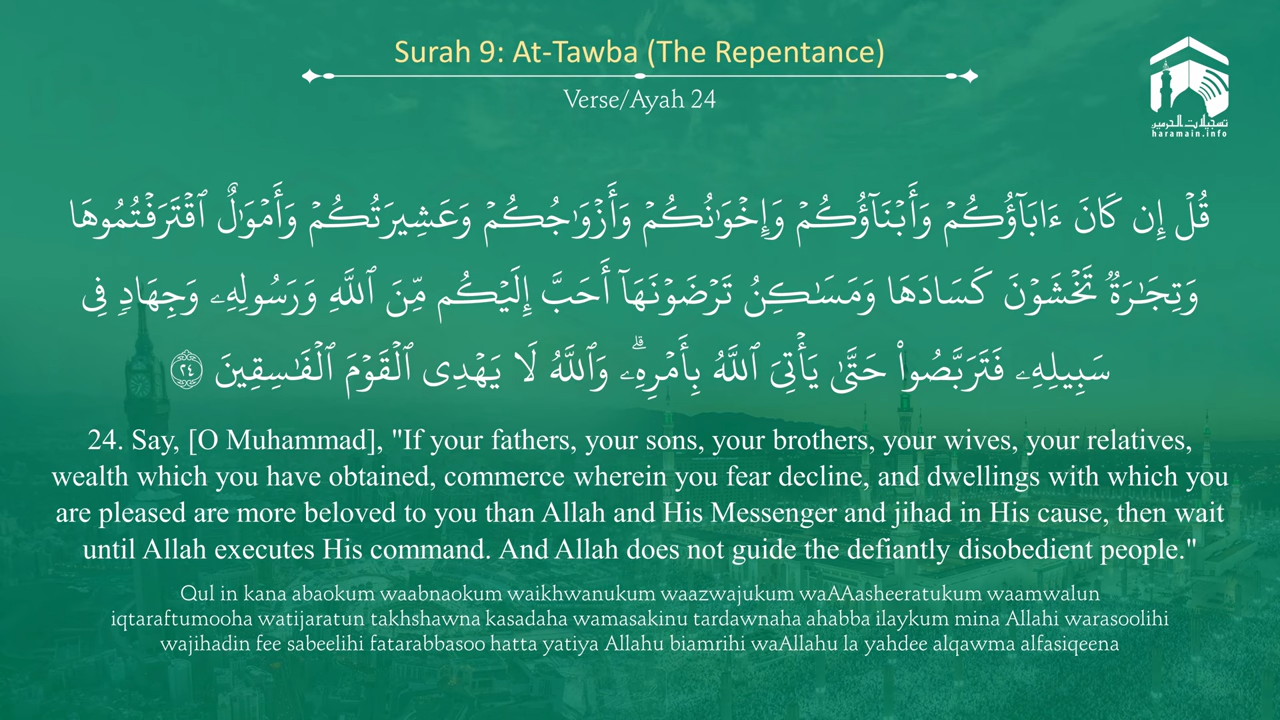 Surah 9: At-Tawba (The Repentance)
Verse/Ayah 24
تسجيلات الحرمين
haramain.info
قُلۡ إِن كَانَ ءَابَآؤُكُمۡ وَأَبۡنَآؤُكُمۡ وَإِخۡوَٰنُكُمۡ وَأَزۡوَٰجُكُمۡ وَعَشِيرَتُكُمۡ وَأَمۡوَٰلٌ ٱقۡتَرَفۡتُمُوهَا
وَتِجَٰرَةٞ تَخۡشَوۡنَ كَسَادَهَا وَمَسَٰكِنُ تَرۡضَوۡنَهَآ أَحَبَّ إِلَيۡكُم مِّنَ ٱللَّهِ وَرَسُولِهِۦ وَجِهَادٖ فِي
سَبِيلِهِۦ فَتَرَبَّصُواْ حَتَّىٰ يَأۡتِيَ ٱللَّهُ بِأَمۡرِهِۦۗ وَٱللَّهُ لَا يَهۡدِي ٱلۡقَوۡمَ ٱلۡفَٰسِقِينَ ٢٤
24. Say, [O Muhammad], "If your fathers, your sons, your brothers, your wives, your relatives,
wealth which you have obtained, commerce wherein you fear decline, and dwellings with which you
are pleased are more beloved to you than Allah and His Messenger and jihad in His cause, then wait
until Allah executes His command. And Allah does not guide the defiantly disobedient people."
Qul in kana abaokum waabnaokum waikhwanukum waazwajukum waAAasheeratukum waamwalun
iqtaraftumooha watijaratun takhshawna kasadaha wamasakinu tardawnaha ahabba ilaykum mina Allahi warasoolihi
wajihadin fee sabeelihi fatarabbasoo hatta yatiya Allahu biamrihi waAllahu la yahdee alqawma alfasiqeena